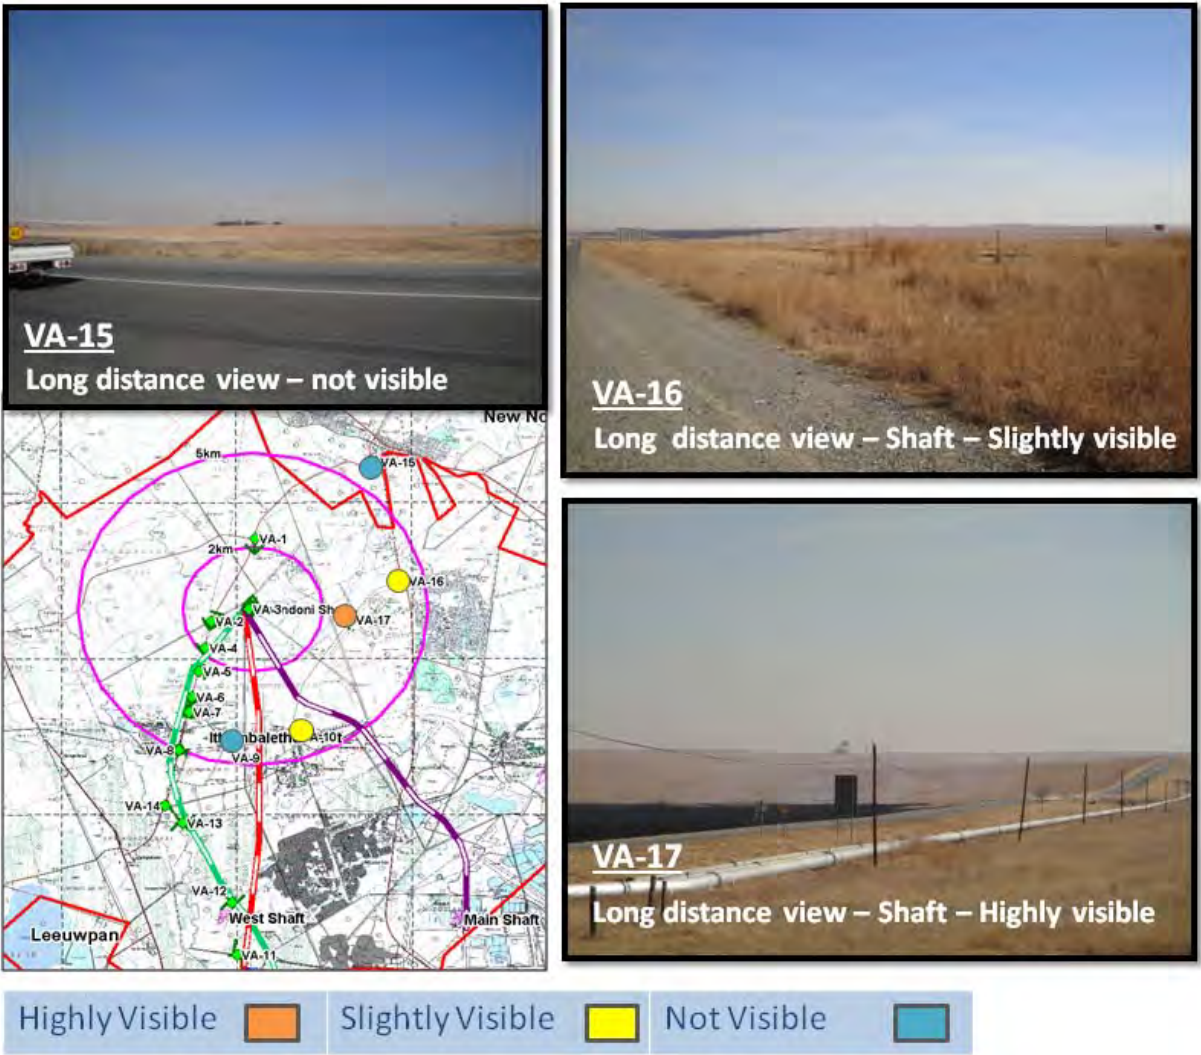 VA-15
Long distance view – not visible
VA-16
Long distance view – Shaft – Slightly visible
New No
5km
VA-15
VA-1
2km
VA-16
VA-3ndoni Sh
VA-2
VA-17
VA-4
VA-5
VA-6
VA-7
VA-8
VA-9
VA-14
VA-13
VA-12
West Shaft
Main Shaft
Leeuwpan
VA-11
VA-17
Long distance view – Shaft – Highly visible
Highly Visible
Slightly Visible
Not Visible